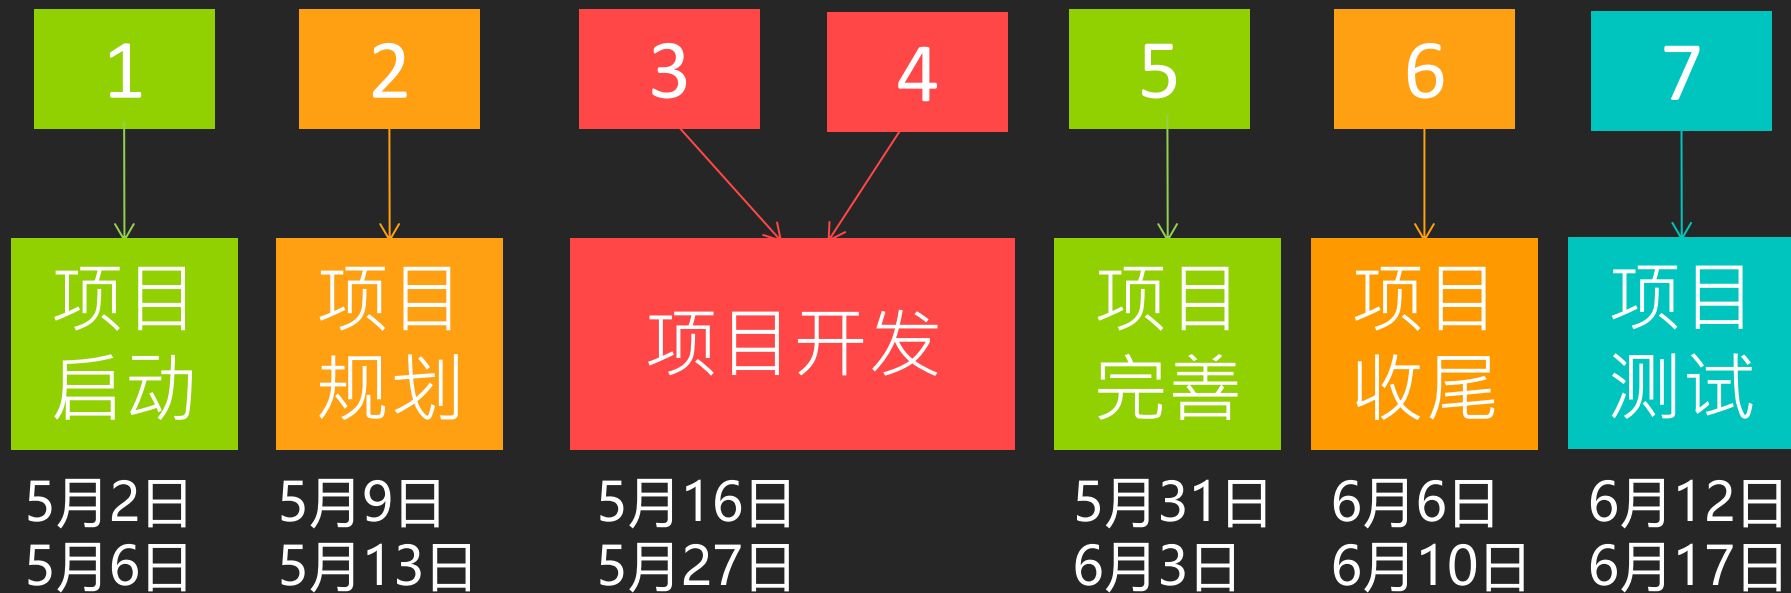 1
2
3
4
5
6
7
项目
启动
项目
规划
项目开发
项目
完善
项目
收尾
项目
测试
5月2日
5月6日
5月9日
5月13日
5月16日
5月27日
5月31日
6月3日
6月6日
6月10日
6月12日
6月17日